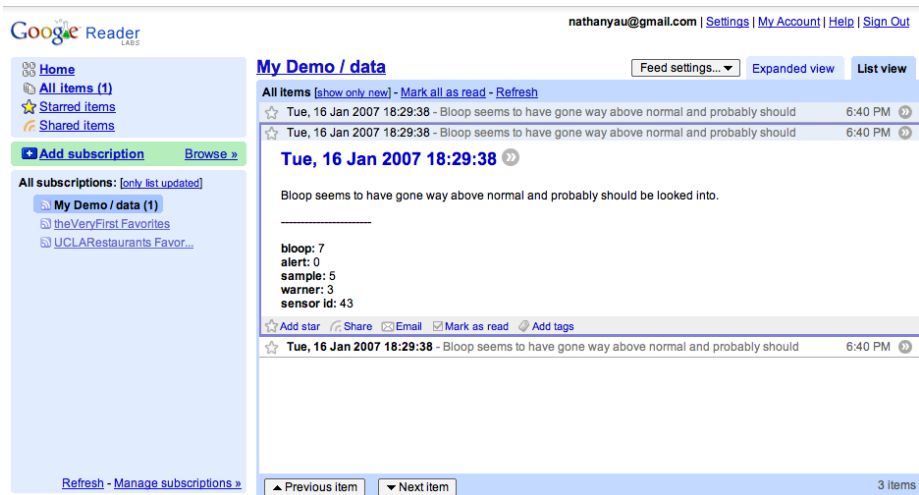 Google Reader
LABS
nathanyau@gmail.com | Settings | My Account | Help | Sign Out
Home
All items (1)
Starred items
Shared items
Add subscription Browse »
All subscriptions: [only list updated]
My Demo / data (1)
theVeryFirst Favorites
UCLARestaurants Favor...
Refresh - Manage subscriptions »
My Demo / data
Feed settings... Expanded view List view
All items [show only new] - Mark all as read - Refresh
Tue, 16 Jan 2007 18:29:38 - Bloop seems to have gone way above normal and probably should 6:40 PM
Tue, 16 Jan 2007 18:29:38 - Bloop seems to have gone way above normal and probably should 6:40 PM
Tue, 16 Jan 2007 18:29:38
Bloop seems to have gone way above normal and probably should be looked into.
-----------------------
bloop: 7
alert: 0
sample: 5
warner: 3
sensor id: 43
Add star Share Email Mark as read Add tags
Tue, 16 Jan 2007 18:29:38 - Bloop seems to have gone way above normal and probably should 6:40 PM
Previous item Next item 3 items